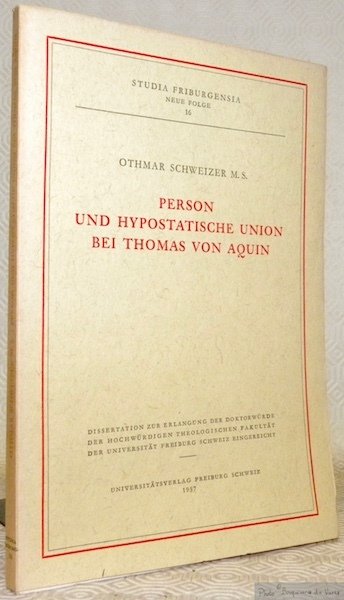 STUDIA FRIBURGENSIA
NEUE FOLGE
16
OTHMAR SCHWEIZER M. S.
PERSON
UND HYPOSTATISCHE UNION
BEI THOMAS VON AQUIN
DISSERTATION ZUR ERLANGUNG DER DOKTORWÜRDE
DER HOCHWÜRDIGEN THEOLOGISCHEN FAKULTÄT
DER UNIVERSITÄT FREIBURG SCHWEIZ EINGEREICHT
UNIVERSITÄTSVERLAG FREIBURG SCHWEIZ
1957